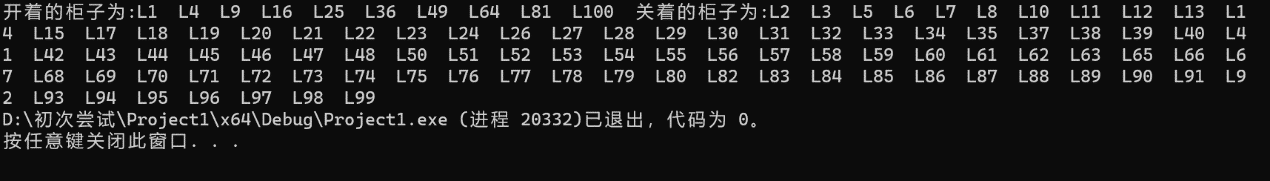 开着的柜子为:L1  L4  L9  L16  L25  L36  L49  L64  L81  L100  关着的柜子为:L2  L3  L5  L6  L7  L8  L10  L11  L12  L13  L1
4  L15  L17  L18  L19  L20  L21  L22  L23  L24  L26  L27  L28  L29  L30  L31  L32  L33  L34  L35  L37  L38  L39  L40  L4
1  L42  L43  L44  L45  L46  L47  L48  L50  L51  L52  L53  L54  L55  L56  L57  L58  L59  L60  L61  L62  L63  L65  L66  L6
7  L68  L69  L70  L71  L72  L73  L74  L75  L76  L77  L78  L79  L80  L82  L83  L84  L85  L86  L87  L88  L89  L90  L91  L9
2  L93  L94  L95  L96  L97  L98  L99
D:\初次尝试\Project1\x64\Debug\Project1.exe (进程 20332)已退出，代码为 0。
按任意键关闭此窗口. . .